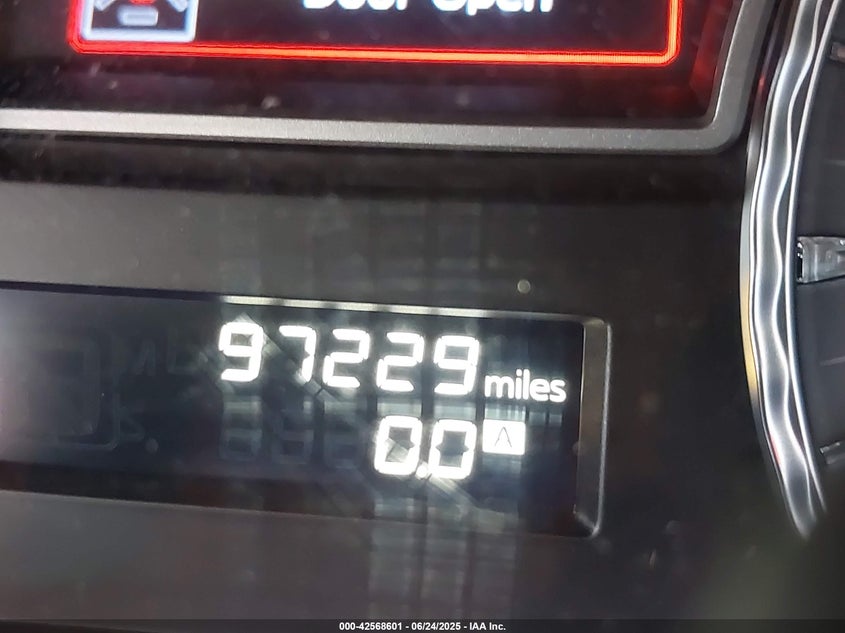 Door Open
97229 miles
0.0 A
000-42568601 - 06/24/2025 - IAA Inc.